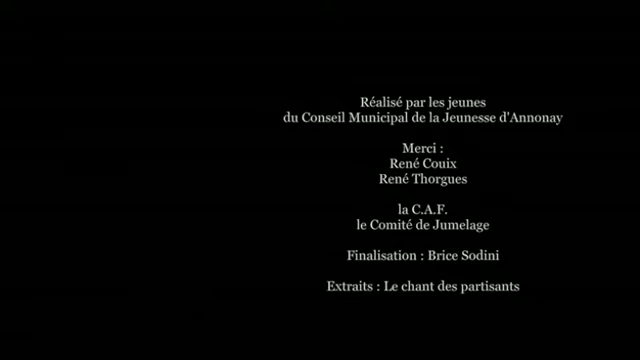 Réalisé par les jeunes
du Conseil Municipal de la Jeunesse d'Annonay
Merci :
René Couix
René Thorgues
la C.A.F.
le Comité de Jumelage
Finalisation : Brice Sodini
Extraits : Le chant des partisants